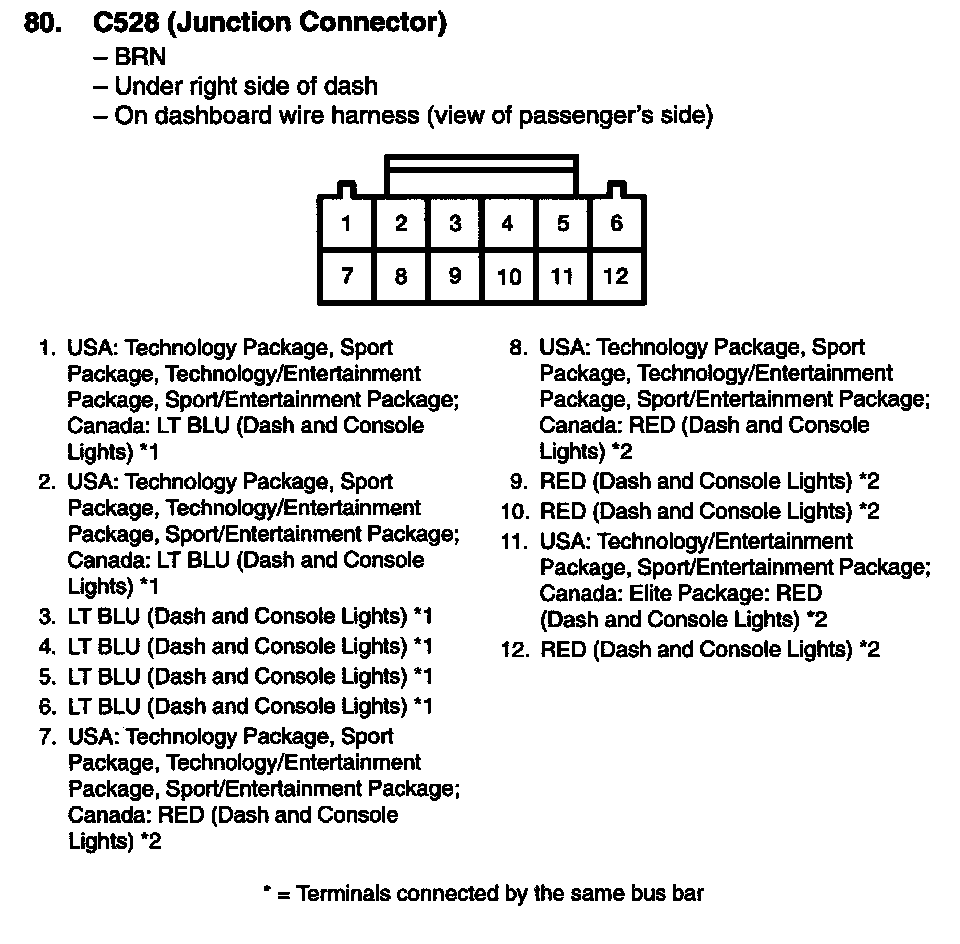 80. C528 (Junction Connector)
– BRN
– Under right side of dash
– On dashboard wire harness (view of passenger's side)
1 2 3 4 5 6
7 8 9 10 11 12
1. USA: Technology Package, Sport
Package, Technology/Entertainment
Package, Sport/Entertainment Package;
Canada: LT BLU (Dash and Console
Lights) *1
2. USA: Technology Package, Sport
Package, Technology/Entertainment
Package, Sport/Entertainment Package;
Canada: LT BLU (Dash and Console
Lights) *1
3. LT BLU (Dash and Console Lights) *1
4. LT BLU (Dash and Console Lights) *1
5. LT BLU (Dash and Console Lights) *1
6. LT BLU (Dash and Console Lights) *1
7. USA: Technology Package, Sport
Package, Technology/Entertainment
Package, Sport/Entertainment Package;
Canada: RED (Dash and Console
Lights) *2
8. USA: Technology Package, Sport
Package, Technology/Entertainment
Package, Sport/Entertainment Package;
Canada: RED (Dash and Console
Lights) *2
9. RED (Dash and Console Lights) *2
10. RED (Dash and Console Lights) *2
11. USA: Technology/Entertainment
Package, Sport/Entertainment Package;
Canada: Elite Package: RED
(Dash and Console Lights) *2
12. RED (Dash and Console Lights) *2
* = Terminals connected by the same bus bar